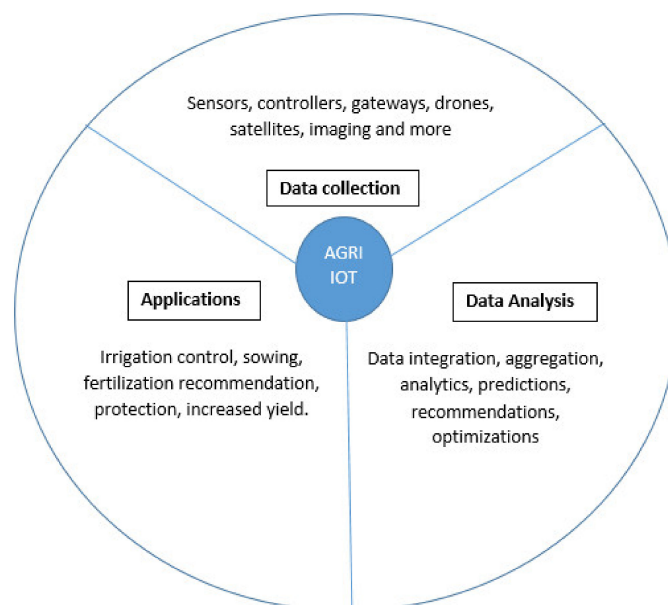 Sensors, controllers, gateways, drones,
satellites, imaging and more
Data collection
AGRI
IOT
Applications
Irrigation control, sowing,
fertilization recommendation,
protection, increased yield.
Data Analysis
Data integration, aggregation,
analytics, predictions,
recommendations,
optimizations